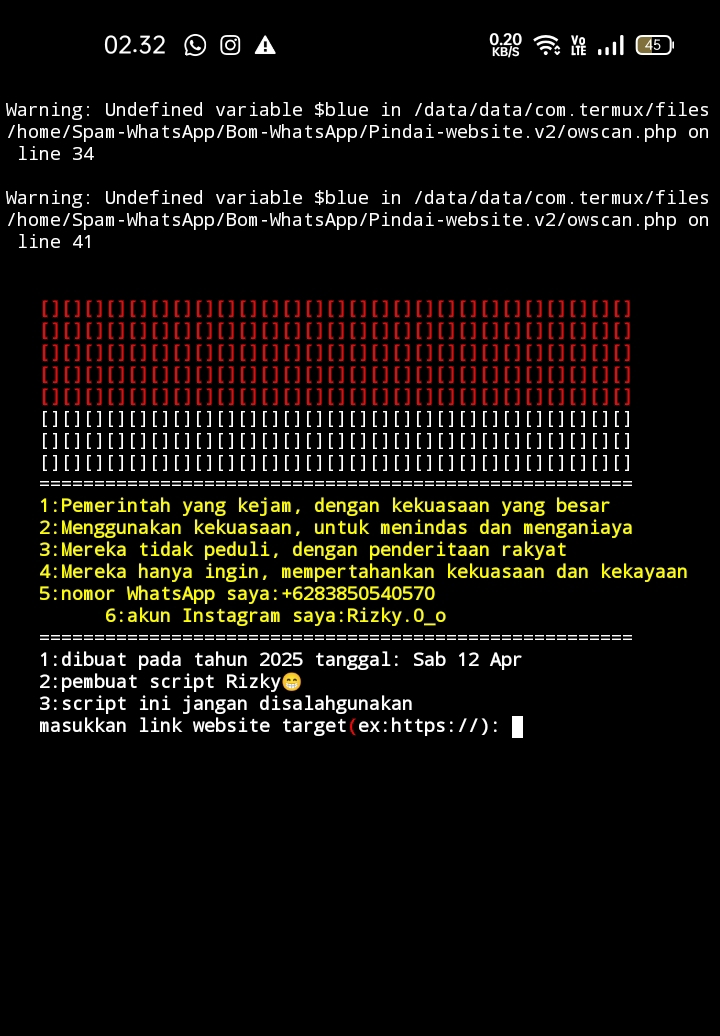 02.32 0.20 KB/S Vo LTE 45
Warning: Undefined variable $blue in /data/data/com.termux/files
/home/Spam-WhatsApp/Bom-WhatsApp/Pindai-website.v2/owscan.php on
line 34
Warning: Undefined variable $blue in /data/data/com.termux/files
/home/Spam-WhatsApp/Bom-WhatsApp/Pindai-website.v2/owscan.php on
line 41
[][][][][][][][][][][][][][][][][][][][][][][][][][][]
[][][][][][][][][][][][][][][][][][][][][][][][][][][]
[][][][][][][][][][][][][][][][][][][][][][][][][][][]
[][][][][][][][][][][][][][][][][][][][][][][][][][][]
[][][][][][][][][][][][][][][][][][][][][][][][][][][]
[][][][][][][][][][][][][][][][][][][][][][][][][][][]
[][][][][][][][][][][][][][][][][][][][][][][][][][][]
[][][][][][][][][][][][][][][][][][][][][][][][][][][]
======================================================
1:Pemerintah yang kejam, dengan kekuasaan yang besar
2:Menggunakan kekuasaan, untuk menindas dan menganiaya
3:Mereka tidak peduli, dengan penderitaan rakyat
4:Mereka hanya ingin, mempertahankan kekuasaan dan kekayaan
5:nomor WhatsApp saya:+6283850540570
6:akun Instagram saya:Rizky.O_o
======================================================
1:dibuat pada tahun 2025 tanggal: Sab 12 Apr
2:pembuat script Rizky😁
3:script ini jangan disalahgunakan
masukkan link website target(ex:https://):